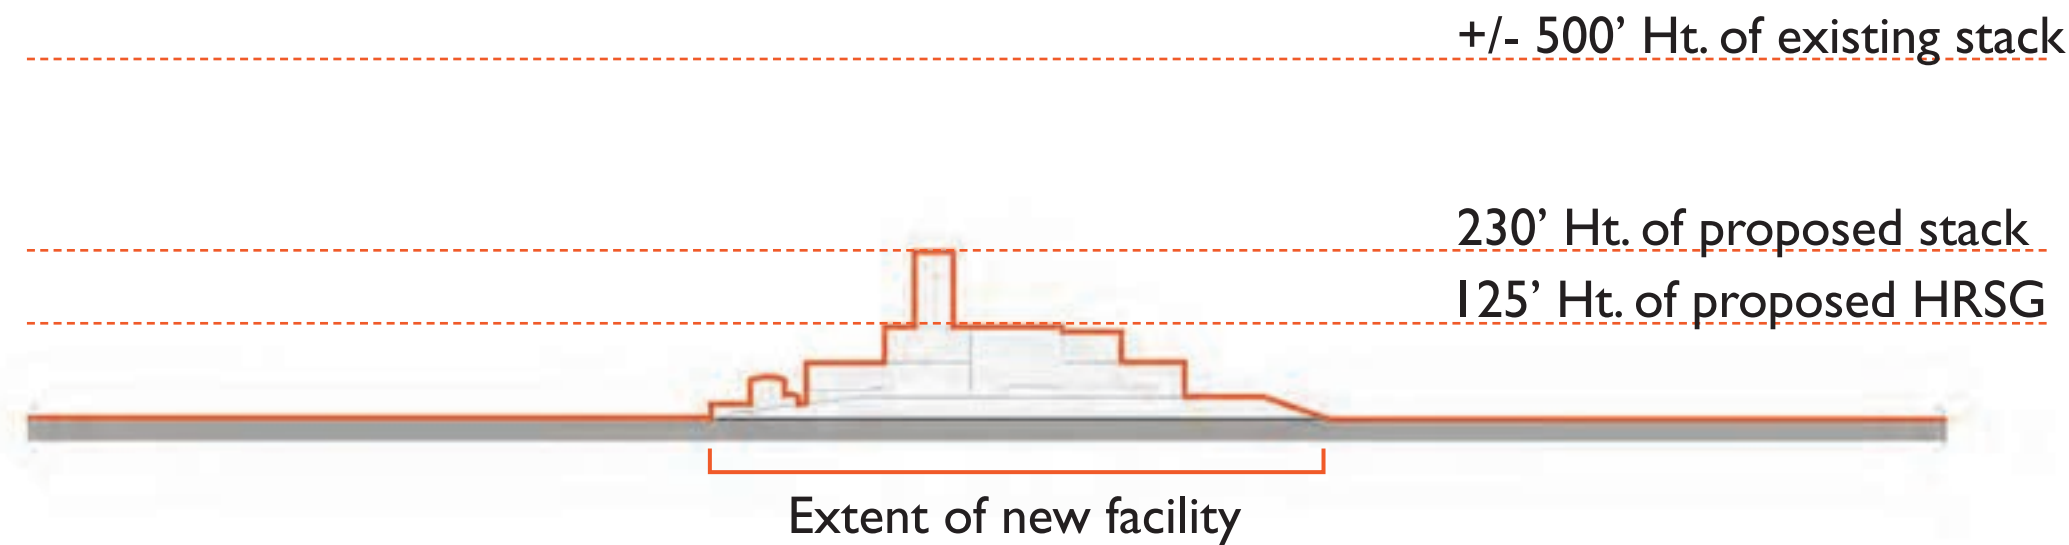 +/- 500’ Ht. of existing stack
230’ Ht. of proposed stack
125’ Ht. of proposed HRSG
Extent of new facility